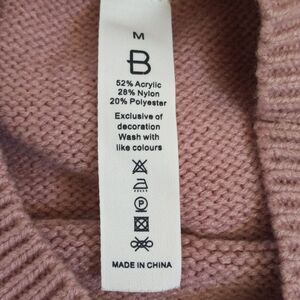 M
B
52% Acrylic
28% Nylon
20% Polyester
Exclusive of
decoration
Wash with
like colours
P
MADE IN CHINA